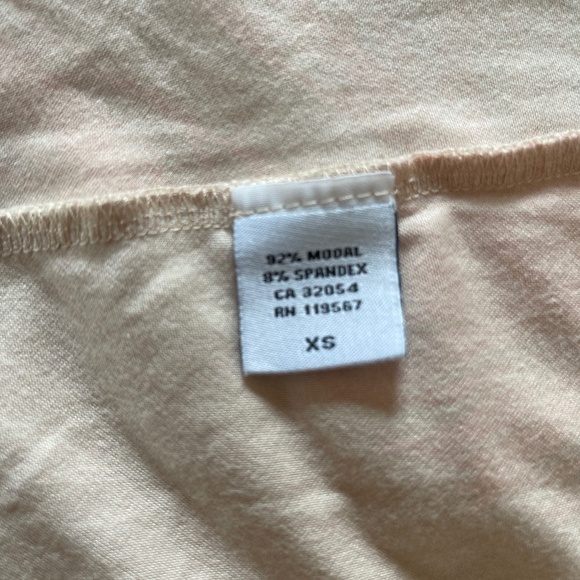 92% MODAL
8% SPANDEX
CA 32054
RN 119567
XS